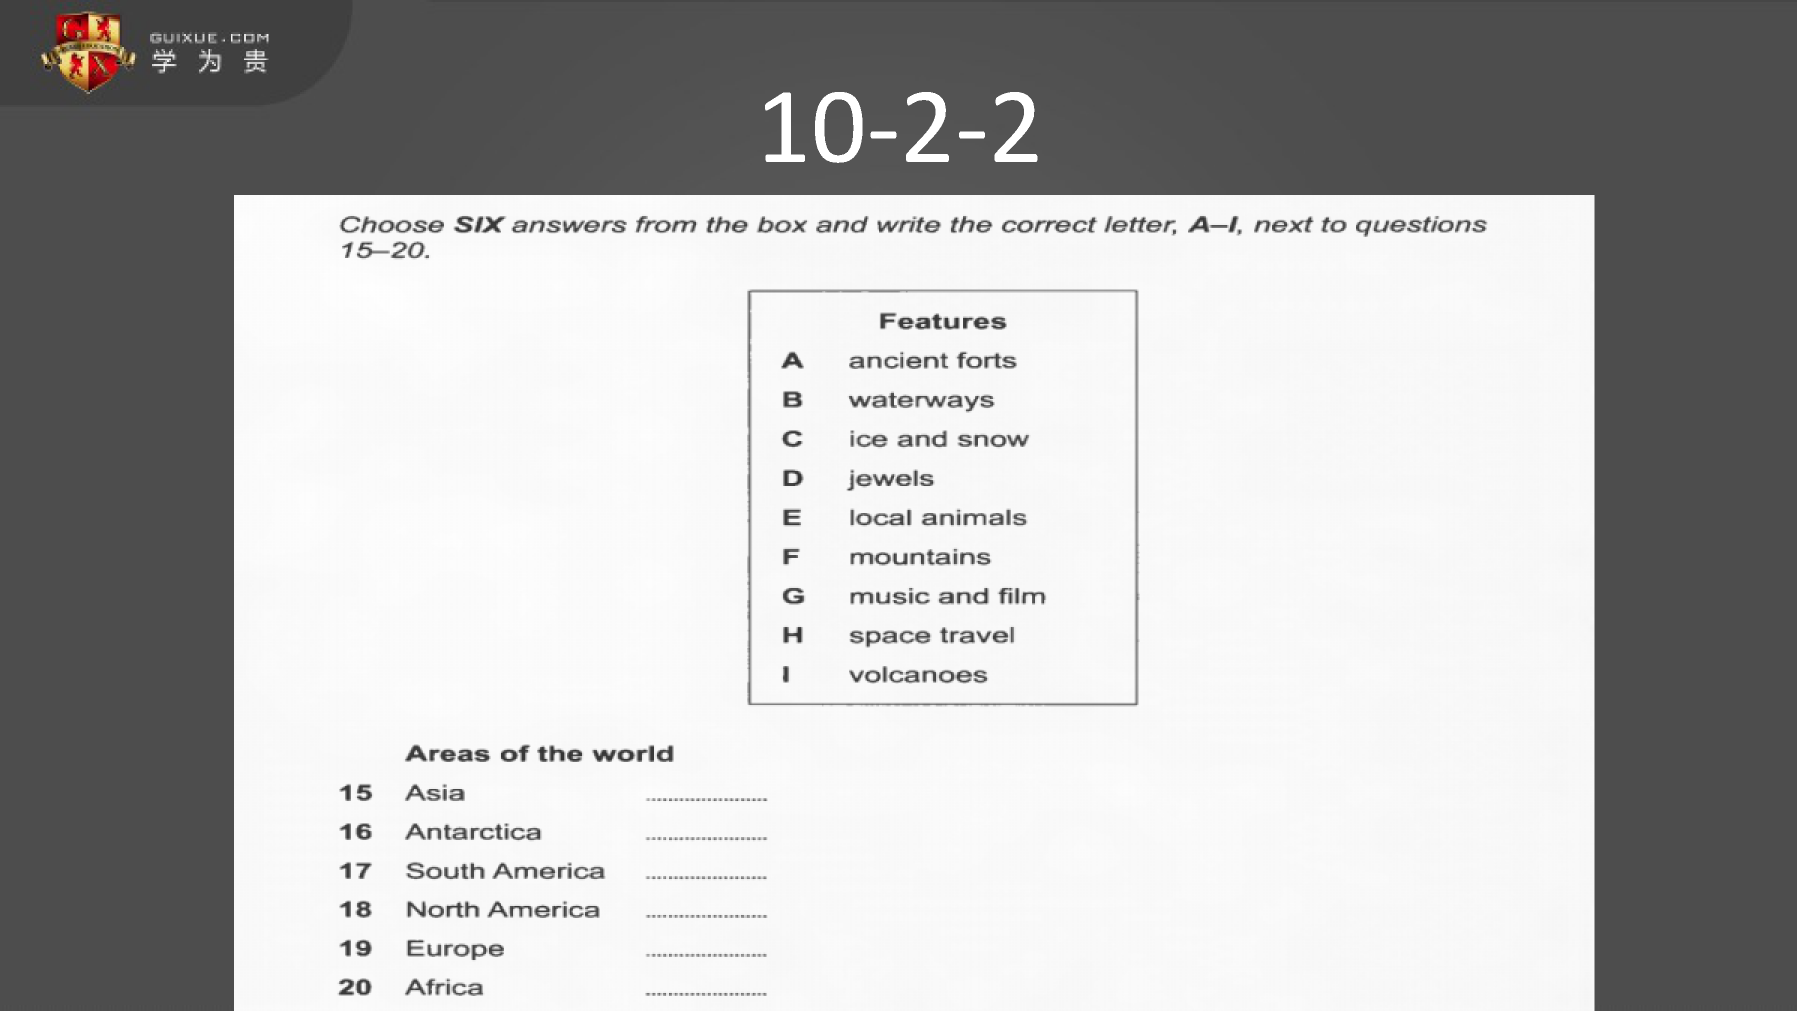 GUIXUE.COM
学为贵
10-2-2
Choose SIX answers from the box and write the correct letter, A–I, next to questions
15–20.
Features
A ancient forts
B waterways
C ice and snow
D jewels
E local animals
F mountains
G music and film
H space travel
I volcanoes
Areas of the world
15 Asia ........................
16 Antarctica ........................
17 South America ........................
18 North America ........................
19 Europe ........................
20 Africa ........................